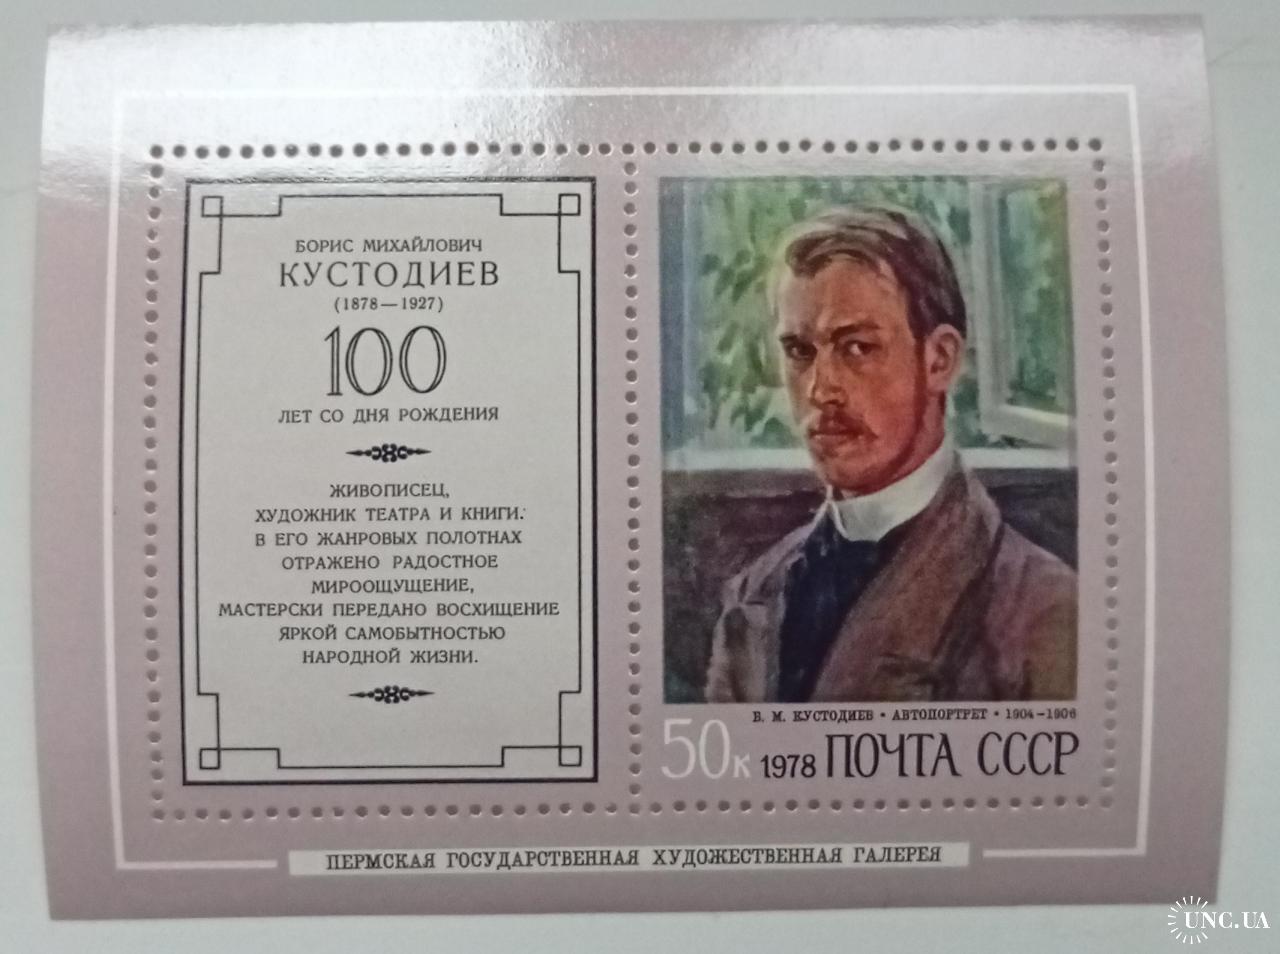 БОРИС МИХАЙЛОВИЧ
КУСТОДИЕВ
(1878—1927)
100
ЛЕТ СО ДНЯ РОЖДЕНИЯ
ЖИВОПИСЕЦ,
ХУДОЖНИК ТЕАТРА И КНИГИ.
В ЕГО ЖАНРОВЫХ ПОЛОТНАХ
ОТРАЖЕНО РАДОСТНОЕ
МИРООЩУЩЕНИЕ,
МАСТЕРСКИ ПЕРЕДАНО ВОСХИЩЕНИЕ
ЯРКОЙ САМОБЫТНОСТЬЮ
НАРОДНОЙ ЖИЗНИ.
Б. М. КУСТОДИЕВ • АВТОПОРТРЕТ • 1904–1906
50к 1978 ПОЧТА СССР
ПЕРМСКАЯ ГОСУДАРСТВЕННАЯ ХУДОЖЕСТВЕННАЯ ГАЛЕРЕЯ
UNC.UA